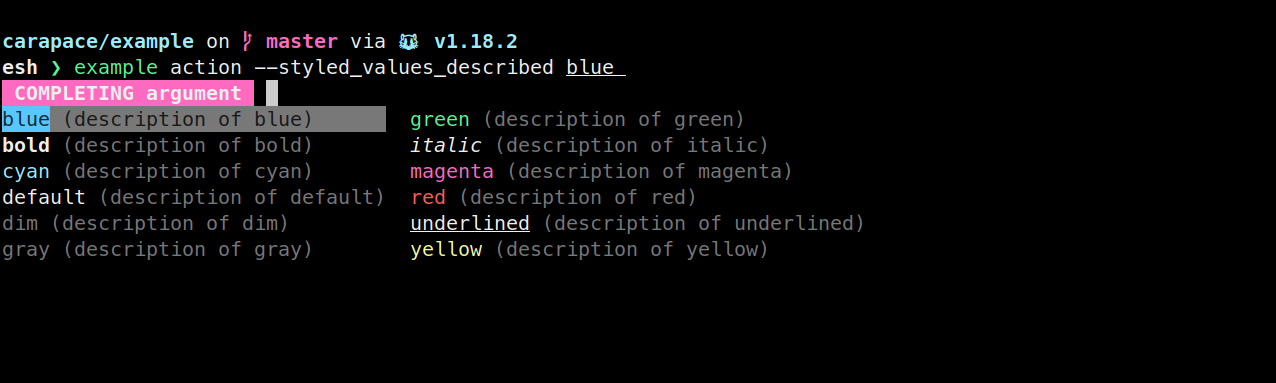 carapace/example on master via v1.18.2
esh ❯ example action --styled_values_described blue
COMPLETING argument
blue (description of blue) green (description of green)
bold (description of bold) italic (description of italic)
cyan (description of cyan) magenta (description of magenta)
default (description of default) red (description of red)
dim (description of dim) underlined (description of underlined)
gray (description of gray) yellow (description of yellow)